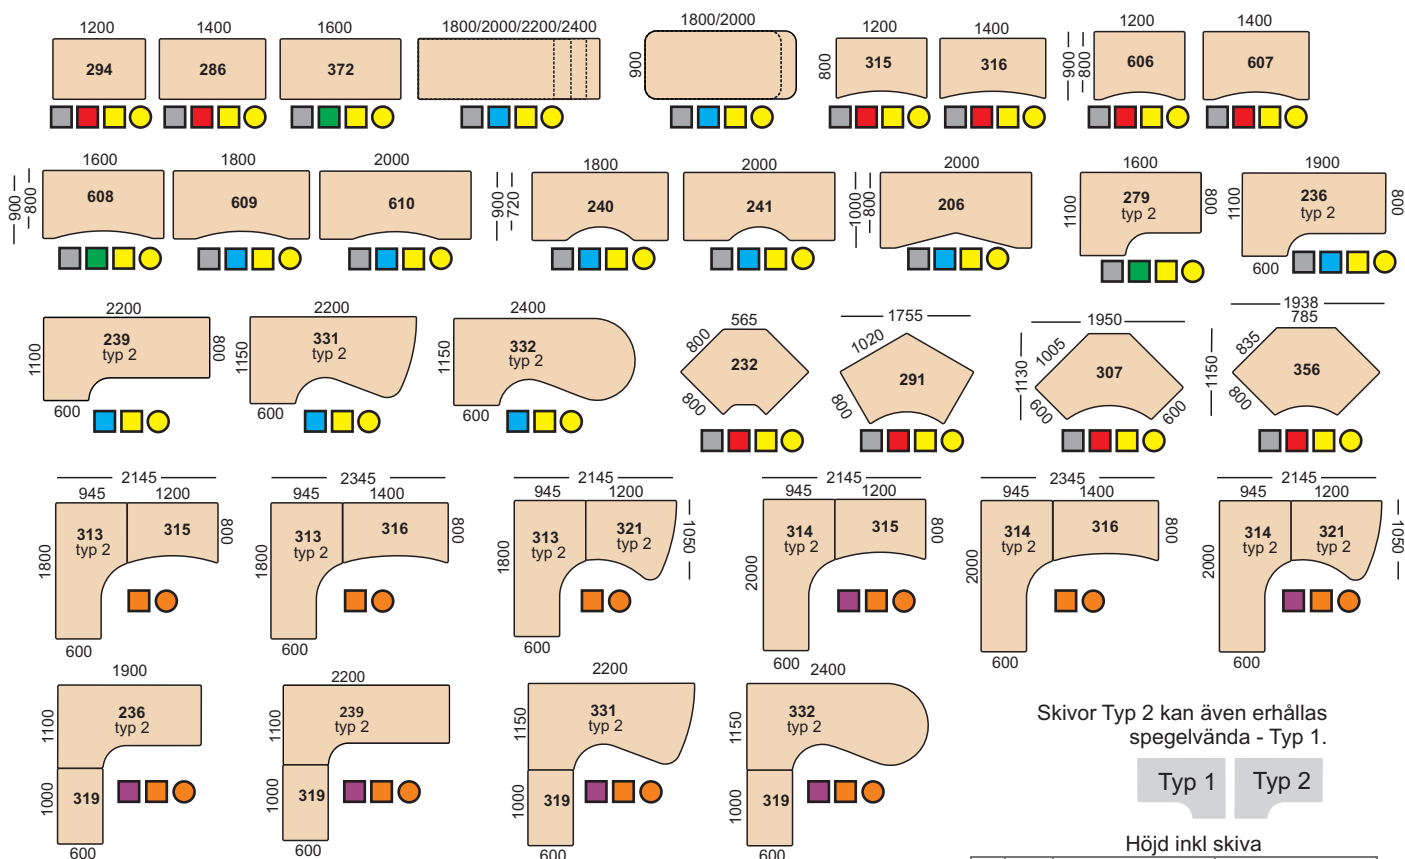 1200 1400 1600 1800/2000/2200/2400 1800/2000 1200 1400 1200 1400
294 286 372 900 800 315 316 900 800 606 607
1600 1800 2000 1800 2000 2000 1600 1900
900 800 608 609 610 900 720 240 241 1000 800 206 1100 279 800 1100 236 800
typ 2 typ 2
600
2200 2200 2400 565 1755 1950 1938
785
1100 239 800 1150 331 1150 332 800 232 1020 291 1130 1005 307 1150 835 356
typ 2 typ 2 typ 2
600 600 600 800 800 600 600 800
2145 2345 2145 2145 2345 2145
945 1200 945 1400 945 1200 945 1200 945 1400 945 1200
1800 313 315 800 1800 313 316 800 1800 313 321 1050 2000 314 315 800 2000 314 316 800 2000 314 321 1050
typ 2 typ 2 typ 2 typ 2 typ 2 typ 2 typ 2 typ 2
600 600 600 600 600 600
1900 2200 2200 2400
1100 236 1100 239 1150 331 1150 332
typ 2 typ 2 typ 2 typ 2
1000 319 1000 319 1000 319 1000 319
600 600 600 600
Skivor Typ 2 kan även erhållas
spegelvända - Typ 1.
Typ 1 Typ 2
Höjd inkl skiva